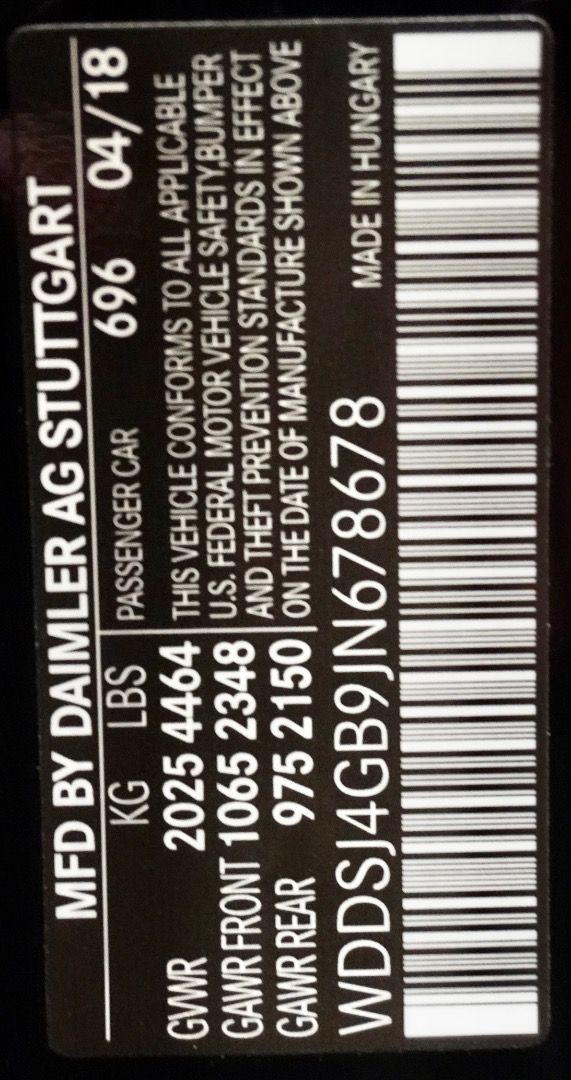 MFD BY DAIMLER AG STUTTGART
KG LBS PASSENGER CAR 696 04/18
GVWR 2025 4464 THIS VEHICLE CONFORMS TO ALL APPLICABLE
GAWR FRONT 1065 2348 U.S. FEDERAL MOTOR VEHICLE SAFETY,BUMPER
GAWR REAR 975 2150 AND THEFT PREVENTION STANDARDS IN EFFECT
ON THE DATE OF MANUFACTURE SHOWN ABOVE
WDDSJ4GB9JN678678 MADE IN HUNGARY